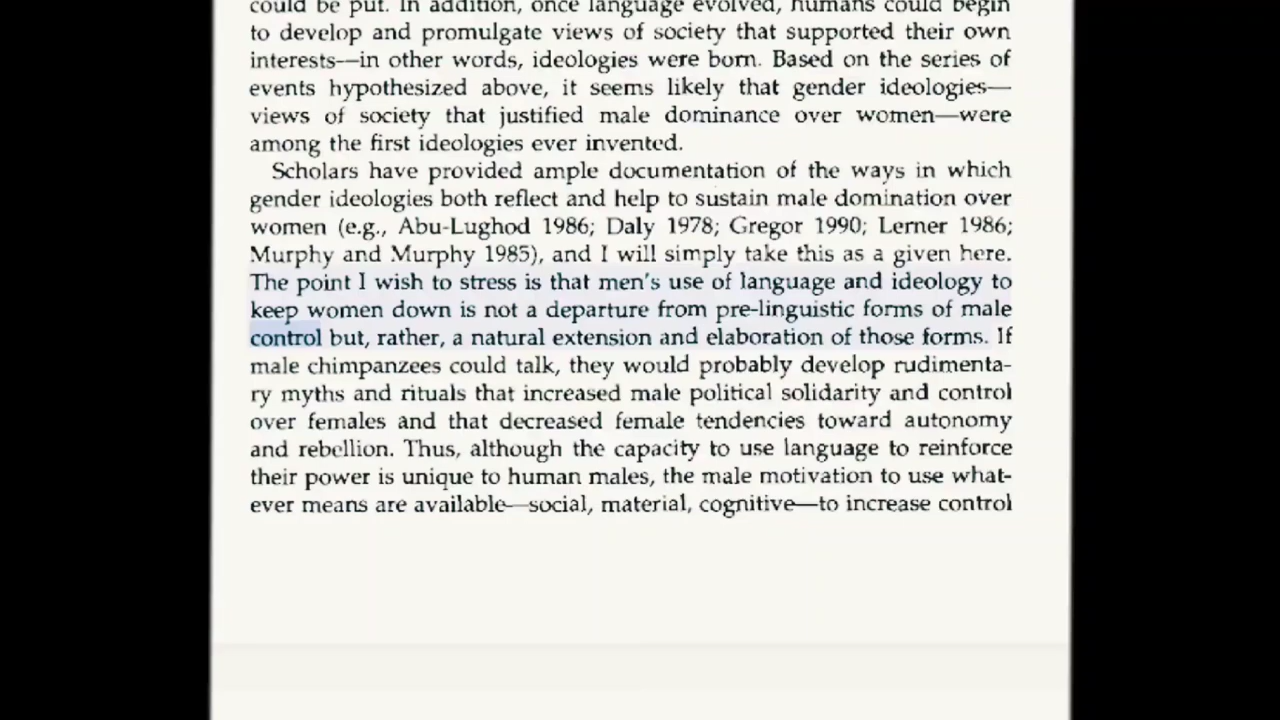 could be put. In addition, once language evolved, humans could begin
to develop and promulgate views of society that supported their own
interests—in other words, ideologies were born. Based on the series of
events hypothesized above, it seems likely that gender ideologies—
views of society that justified male dominance over women—were
among the first ideologies ever invented.
Scholars have provided ample documentation of the ways in which
gender ideologies both reflect and help to sustain male domination over
women (e.g., Abu-Lughod 1986; Daly 1978; Gregor 1990; Lerner 1986;
Murphy and Murphy 1985), and I will simply take this as a given here.
The point I wish to stress is that men's use of language and ideology to
keep women down is not a departure from pre-linguistic forms of male
control but, rather, a natural extension and elaboration of those forms. If
male chimpanzees could talk, they would probably develop rudimenta-
ry myths and rituals that increased male political solidarity and control
over females and that decreased female tendencies toward autonomy
and rebellion. Thus, although the capacity to use language to reinforce
their power is unique to human males, the male motivation to use what-
ever means are available—social, material, cognitive—to increase control